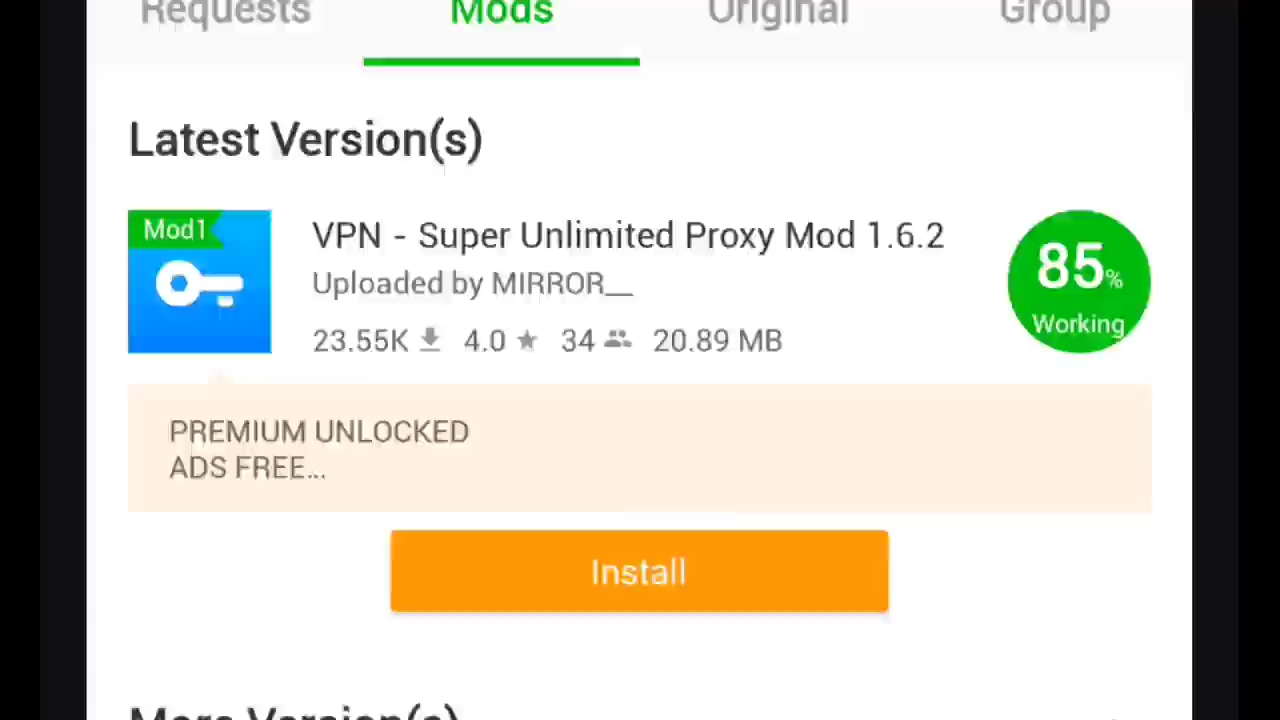 Requests Mods Original Group
Latest Version(s)
Mod1
VPN - Super Unlimited Proxy Mod 1.6.2
Uploaded by MIRROR__
23.55K 4.0 34 20.89 MB
85%
Working
PREMIUM UNLOCKED
ADS FREE...
Install
More Version(s)